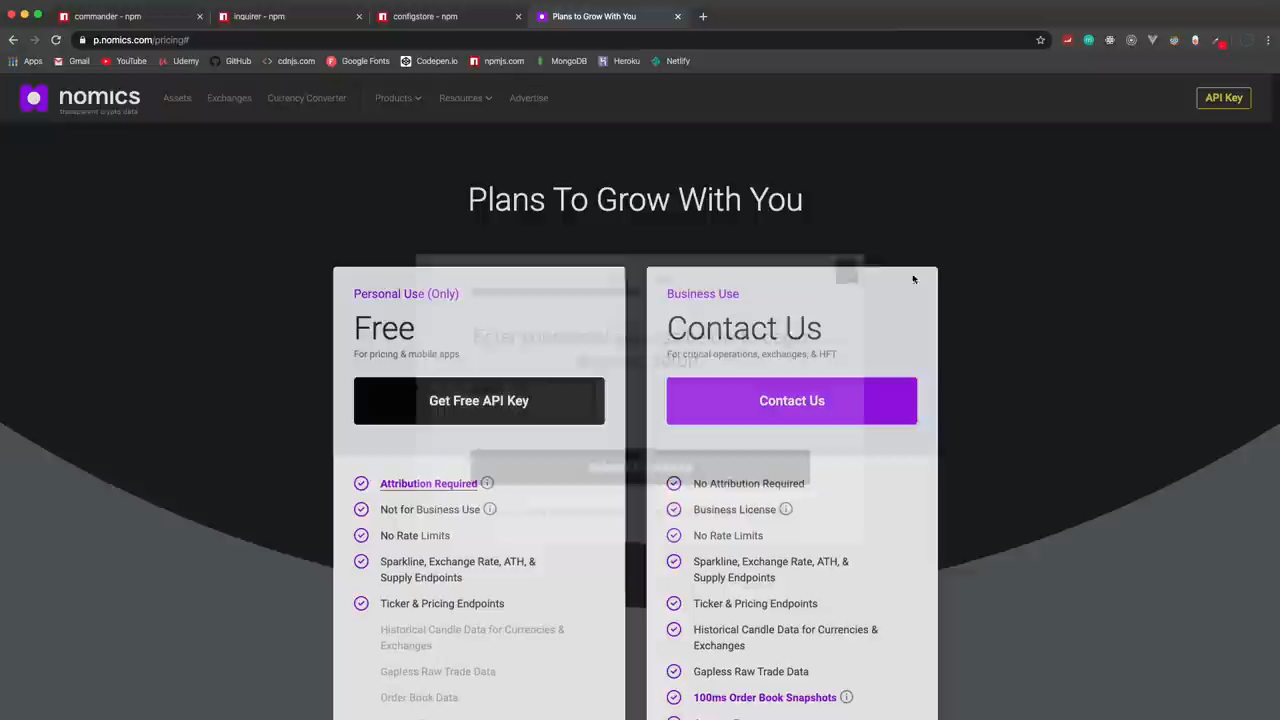 commander - npm
inquirer - npm
configstore - npm
Plans to Grow With You
p.nomics.com/pricing#
Apps
Gmail
YouTube
Udemy
GitHub
cdnjs.com
Google Fonts
Codepen.io
npmjs.com
MongoDB
Heroku
Netlify
nomics
transparent crypto data
Assets
Exchanges
Currency Converter
Products
Resources
Advertise
API Key
Plans To Grow With You
Personal Use (Only)
Free
For pricing & mobile apps
Get Free API Key
Attribution Required
Not for Business Use
No Rate Limits
Sparkline, Exchange Rate, ATH, &
Supply Endpoints
Ticker & Pricing Endpoints
Historical Candle Data for Currencies &
Exchanges
Gapless Raw Trade Data
Order Book Data
Business Use
Contact Us
For critical operations, exchanges, & HFT
Contact Us
No Attribution Required
Business License
No Rate Limits
Sparkline, Exchange Rate, ATH, &
Supply Endpoints
Ticker & Pricing Endpoints
Historical Candle Data for Currencies &
Exchanges
Gapless Raw Trade Data
100ms Order Book Snapshots